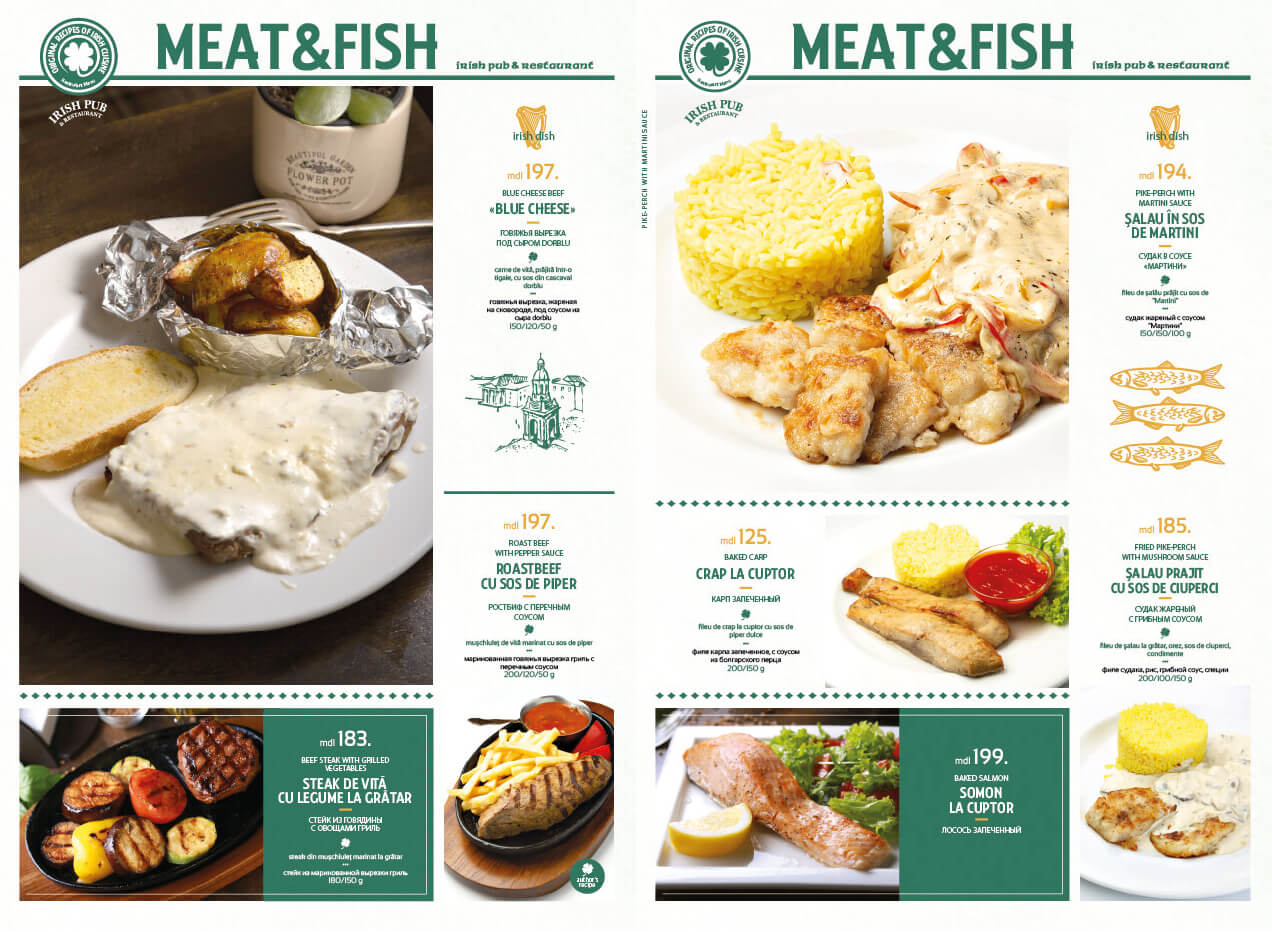 ORIGINAL RECIPES OF IRISH CUISINE
IRISH PUB
& RESTAURANT
MEAT&FISH
irish pub & restaurant
BEAUTIFUL GARDEN
FLOWER POT
irish dish
mdl 197.
BLUE CHEESE BEEF
«BLUE CHEESE»
ГОВЯЖЬЯ ВЫРЕЗКА
ПОД СЫРОМ DORBLU
carne de vită, prăjită într-o
tigaie, cu sos din cascaval
dorblu
говяжья вырезка, жареная
на сковороде, под соусом из
сыра dorblu
150/120/50 g
mdl 197.
ROAST BEEF
WITH PEPPER SAUCE
ROASTBEEF
CU SOS DE PIPER
РОСТБИФ С ПЕРЕЧНЫМ
СОУСОМ
mușchiuleț de vită marinat cu sos de piper
маринованная говяжья вырезка гриль с
перечным соусом
200/120/50 g
mdl 183.
BEEF STEAK WITH GRILLED
VEGETABLES
STEAK DE VITĂ
CU LEGUME LA GRĂTAR
СТЕЙК ИЗ ГОВЯДИНЫ
С ОВОЩАМИ ГРИЛЬ
steak din mușchiuleț marinat la grătar
стейк из маринованной вырезки гриль
180/150 g
author's
recipe
ORIGINAL RECIPES OF IRISH CUISINE
IRISH PUB
& RESTAURANT
MEAT&FISH
irish pub & restaurant
PIKE-PERCH WITH MARTINI SAUCE
irish dish
mdl 194.
PIKE-PERCH WITH
MARTINI SAUCE
ŞALAU ÎN SOS
DE MARTINI
СУДАК В СОУСЕ
«МАРТИНИ»
fileu de şalău prăjit cu sos de
"Martini"
судак жареный с соусом
"Мартини"
150/150/100 g
mdl 125.
BAKED CARP
CRAP LA CUPTOR
КАРП ЗАПЕЧЕННЫЙ
fileu de crap la cuptor cu sos de
piper dulce
филе карпа запеченное, с соусом
из болгарского перца
200/150 g
mdl 185.
FRIED PIKE-PERCH
WITH MUSHROOM SAUCE
ŞALAU PRAJIT
CU SOS DE CIUPERCI
СУДАК ЖАРЕНЫЙ
С ГРИБНЫМ СОУСОМ
fileu de şalau la grătar, orez, sos de ciuperci,
condimente
филе судака, рис, грибной соус, специи
200/100/150 g
mdl 199.
BAKED SALMON
SOMON
LA CUPTOR
ЛОСОСЬ ЗАПЕЧЕННЫЙ